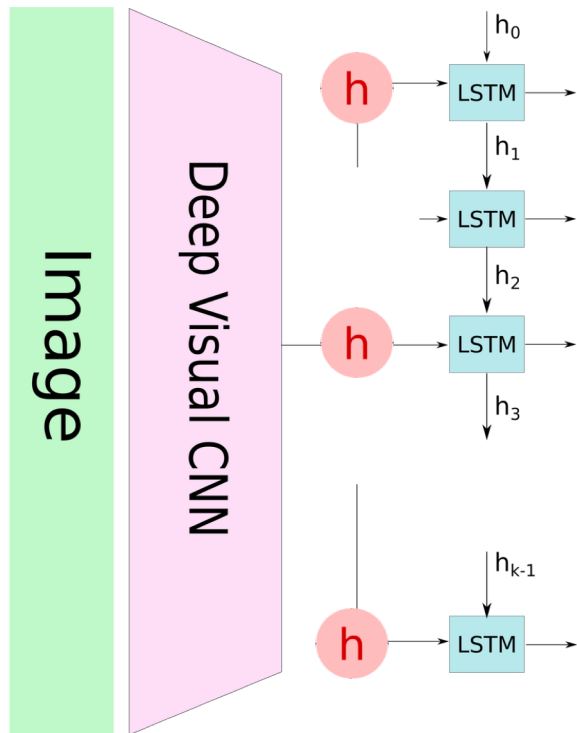 Image
Deep Visual CNN
h₀
h LSTM
h₁
LSTM
h₂
h LSTM
h₃
hₖ₋₁
h LSTM